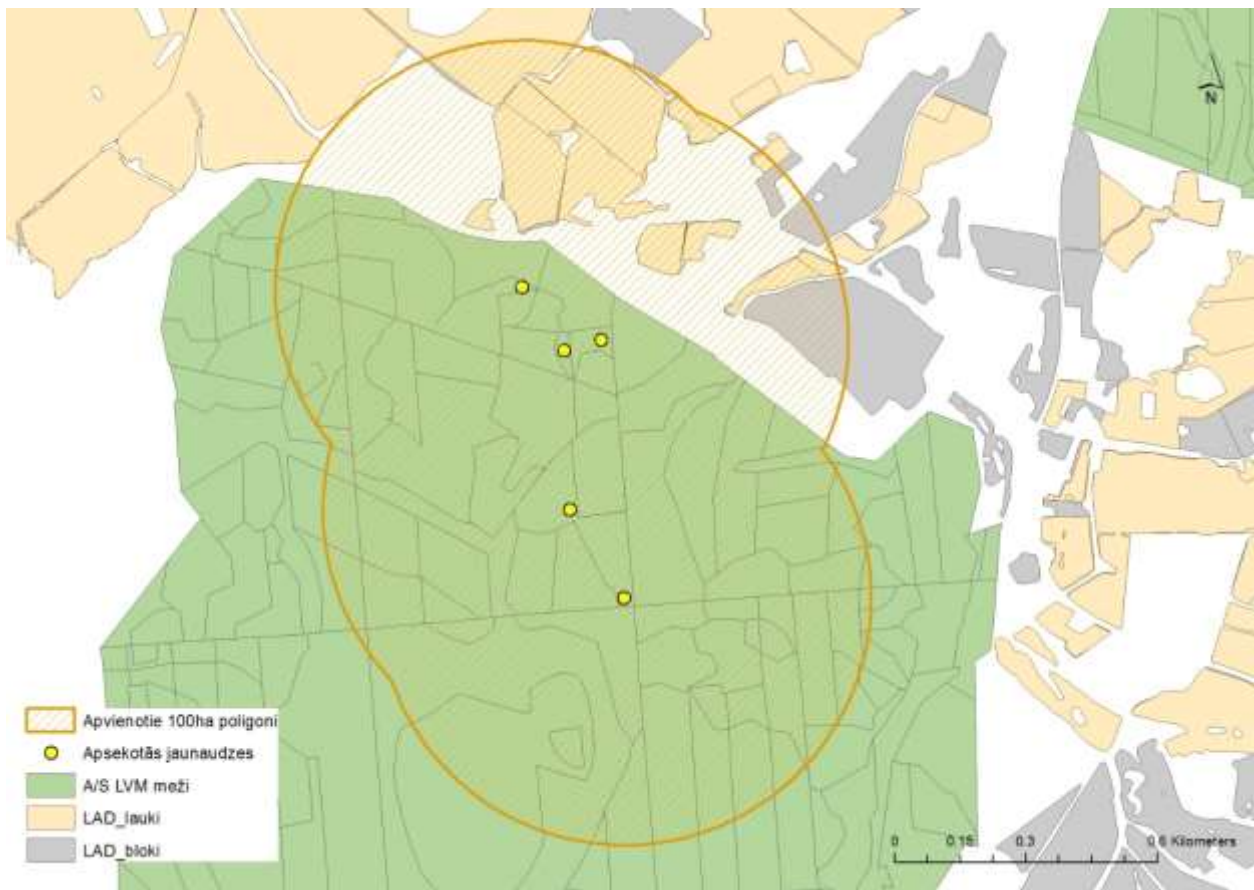 N
Apvienotie 100ha poligoni
Apsekotās jaunaudzes
A/S LVM meži
LAD_lauki
LAD_bloki
0 0.15 0.3 0.6 Kilometers